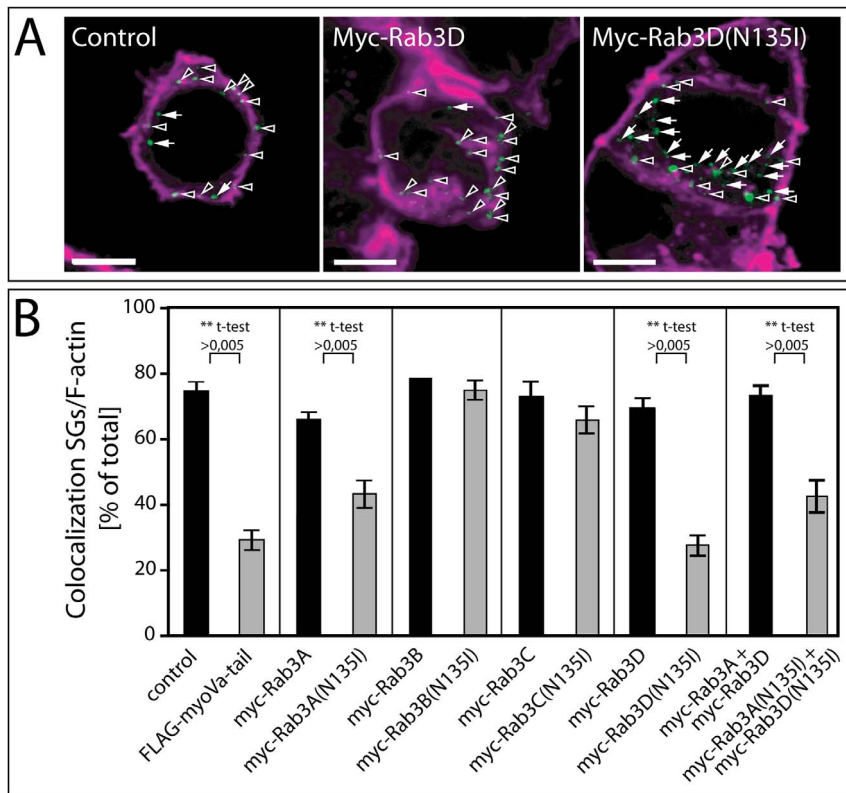 A
Control
Myc-Rab3D
Myc-Rab3D(N135I)
B
Colocalization SGs/F-actin
[% of total]
100
80
60
40
20
0
** t-test
>0,005
** t-test
>0,005
** t-test
>0,005
** t-test
>0,005
control
FLAG-myoVa-tail
myc-Rab3A
myc-Rab3A(N135I)
myc-Rab3B
myc-Rab3B(N135I)
myc-Rab3C
myc-Rab3C(N135I)
myc-Rab3D
myc-Rab3D(N135I)
myc-Rab3A +
myc-Rab3D
myc-Rab3A(N135I) +
myc-Rab3D(N135I)